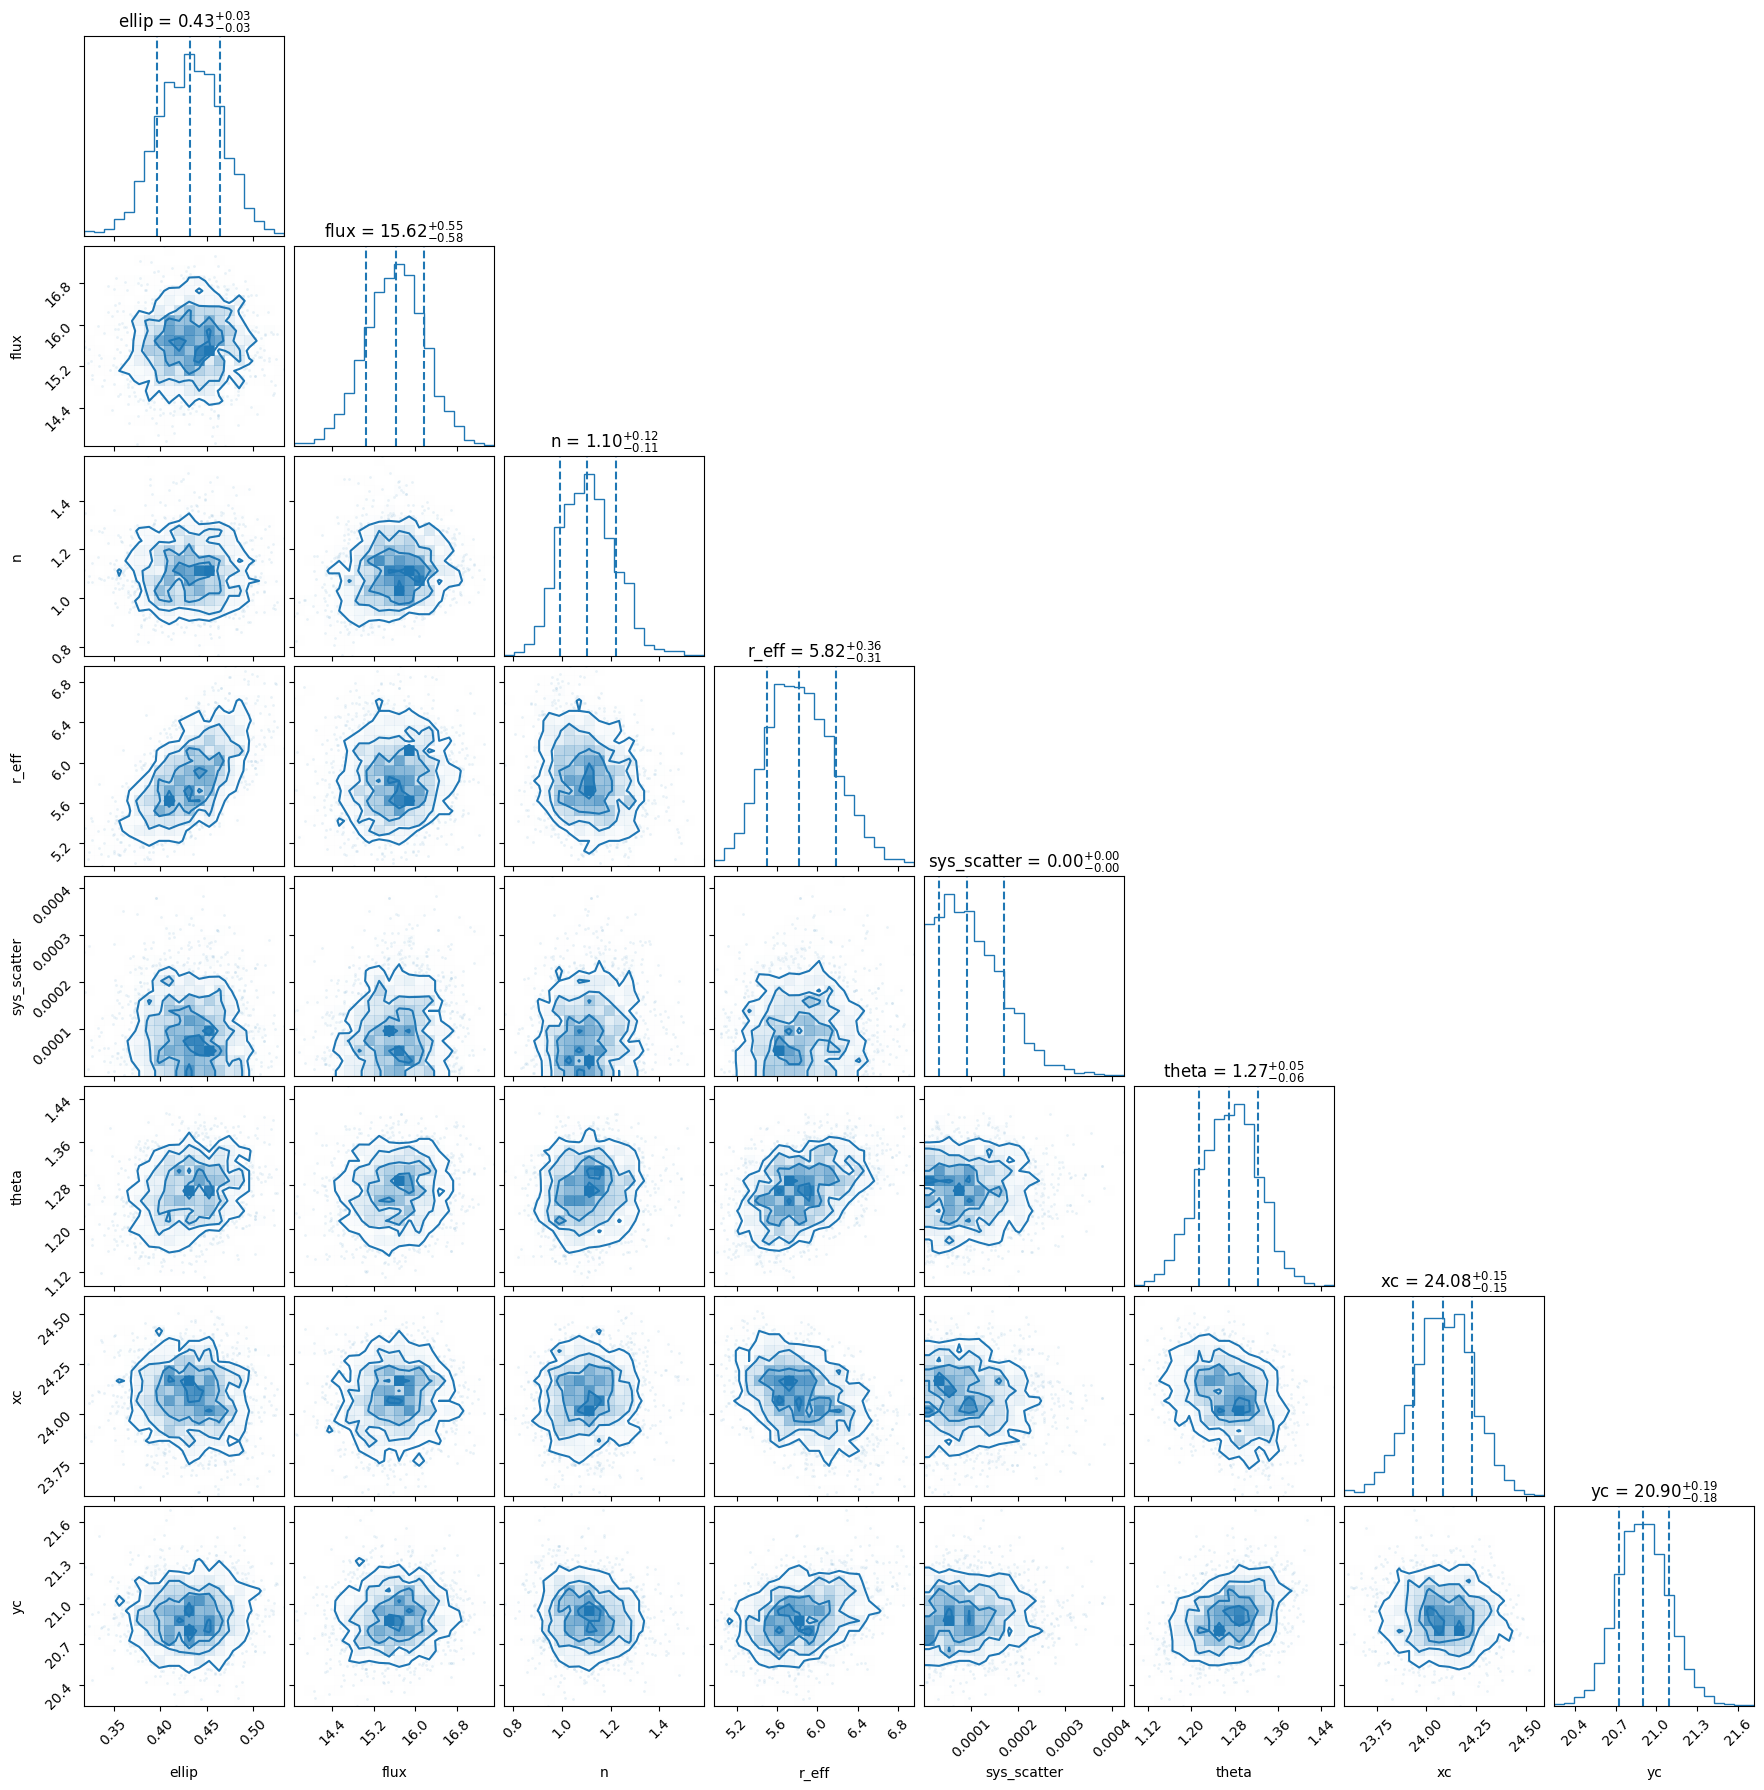 ellip = 0.43+0.03−0.03
flux = 15.62+0.55−0.58
16.8
16.0
15.2
14.4
flux
n = 1.10+0.12−0.11
1.4
1.2
1.0
0.8
n
r_eff = 5.82+0.36−0.31
6.8
6.4
6.0
5.6
5.2
r_eff
sys_scatter = 0.00+0.00−0.00
0.0004
0.0003
0.0002
0.0001
sys_scatter
theta = 1.27+0.05−0.06
1.44
1.36
1.28
1.20
1.12
theta
xc = 24.08+0.15−0.15
24.50
24.25
24.00
23.75
xc
yc = 20.90+0.19−0.18
21.6
21.3
21.0
20.7
20.4
yc
0.35 0.40 0.45 0.50 14.4 15.2 16.0 16.8 0.8 1.0 1.2 1.4 5.2 5.6 6.0 6.4 6.8 0.0001 0.0002 0.0003 0.0004 1.12 1.20 1.28 1.36 1.44 23.75 24.00 24.25 24.50 20.4 20.7 21.0 21.3 21.6
ellip flux n r_eff sys_scatter theta xc yc